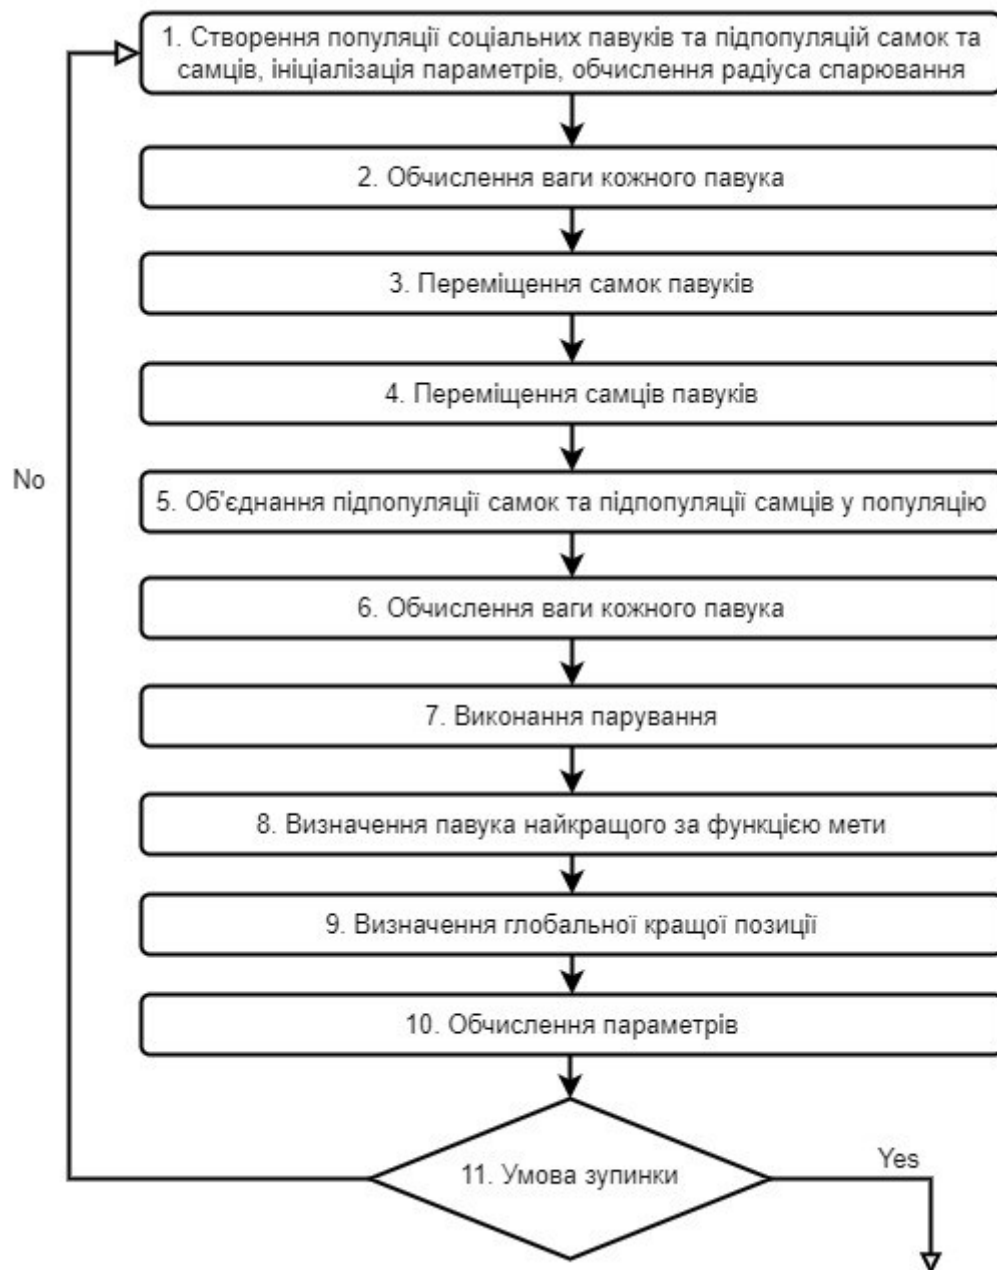 1. Створення популяції соціальних павуків та підпопуляцій самок та
самців, ініціалізація параметрів, обчислення радіуса спарювання
2. Обчислення ваги кожного павука
3. Переміщення самок павуків
4. Переміщення самців павуків
No
5. Об'єднання підпопуляції самок та підпопуляції самців у популяцію
6. Обчислення ваги кожного павука
7. Виконання парування
8. Визначення павука найкращого за функцією мети
9. Визначення глобальної кращої позиції
10. Обчислення параметрів
11. Умова зупинки
Yes